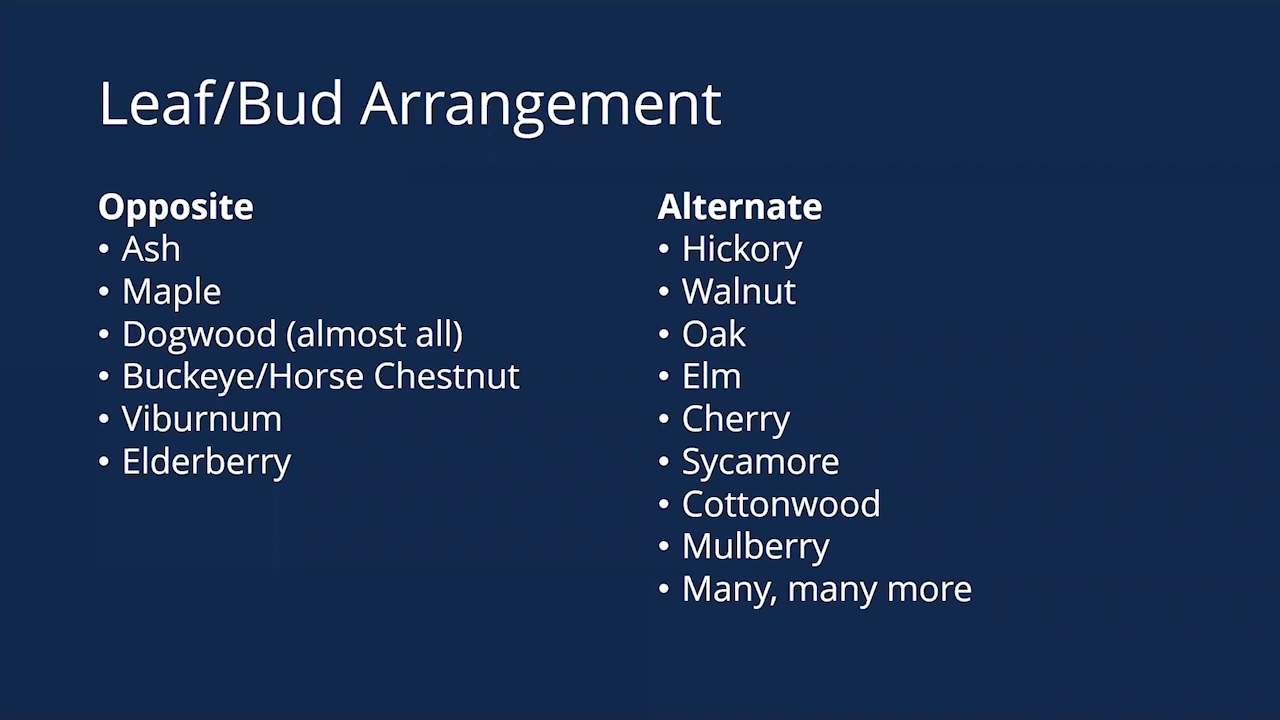 Leaf/Bud Arrangement
Opposite
• Ash
• Maple
• Dogwood (almost all)
• Buckeye/Horse Chestnut
• Viburnum
• Elderberry
Alternate
• Hickory
• Walnut
• Oak
• Elm
• Cherry
• Sycamore
• Cottonwood
• Mulberry
• Many, many more